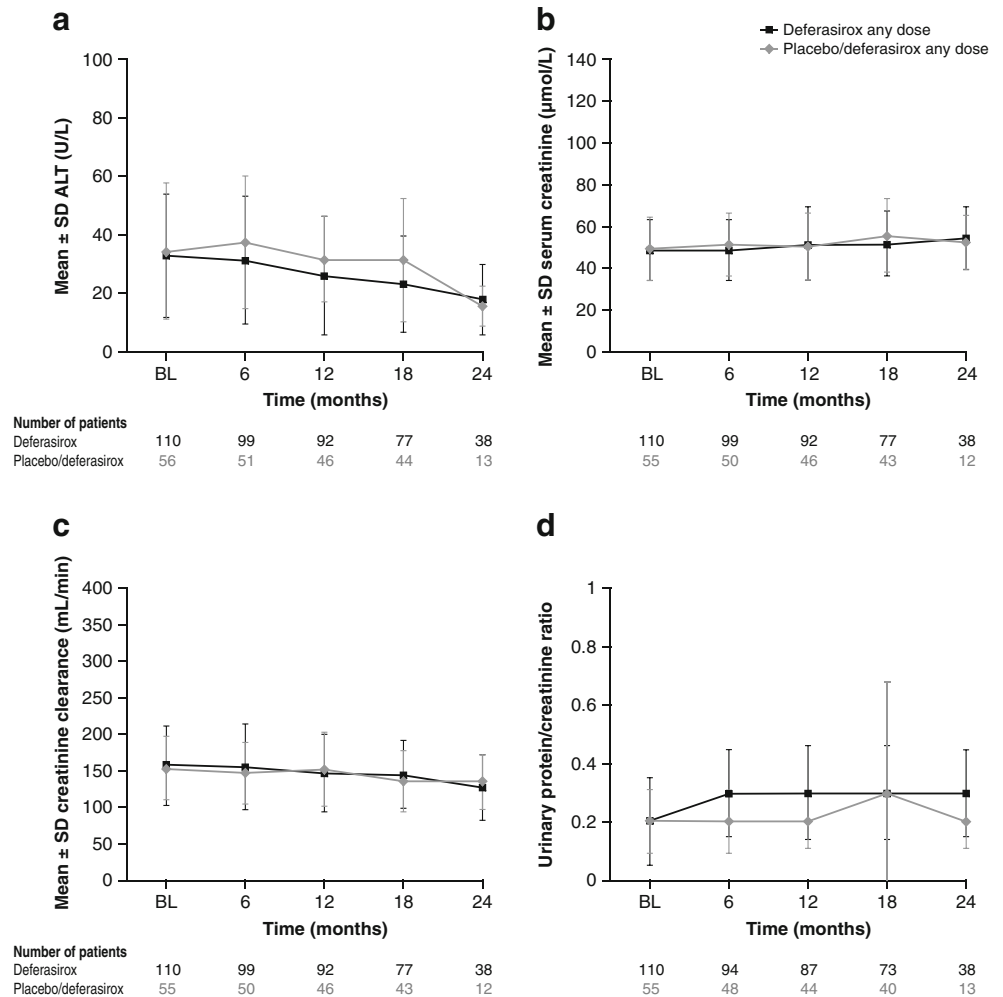 a
Mean ± SD ALT (U/L)
100
80
60
40
20
0
BL 6 12 18 24
Time (months)
Number of patients
Deferasirox 110 99 92 77 38
Placebo/deferasirox 56 51 46 44 13
b
Deferasirox any dose
Placebo/deferasirox any dose
Mean ± SD serum creatinine (µmol/L)
140
120
100
80
60
40
20
0
BL 6 12 18 24
Time (months)
110 99 92 77 38
55 50 46 43 12
c
Mean ± SD creatinine clearance (mL/min)
400
350
300
250
200
150
100
50
0
BL 6 12 18 24
Time (months)
Number of patients
Deferasirox 110 99 92 77 38
Placebo/deferasirox 55 50 46 43 12
d
Urinary protein/creatinine ratio
1
0.8
0.6
0.4
0.2
0
BL 6 12 18 24
Time (months)
110 94 87 73 38
55 48 44 40 13